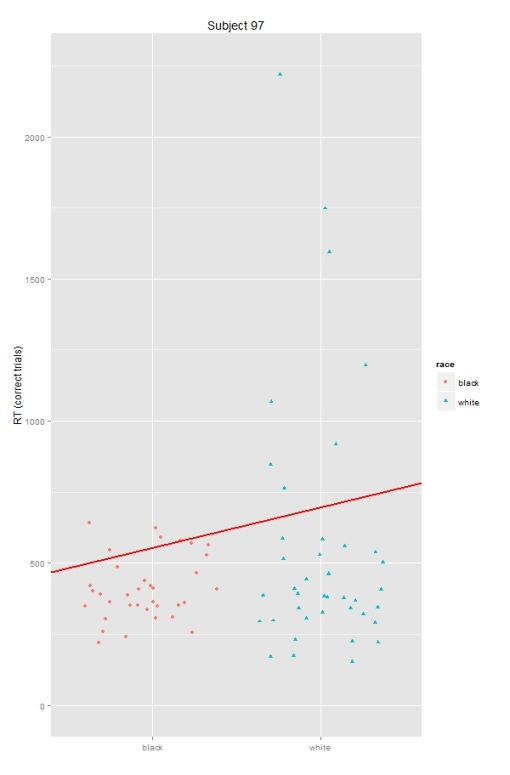 Subject 97
2000
1500
1000
500
0
RT (correct trials)
black
white
race
black
white